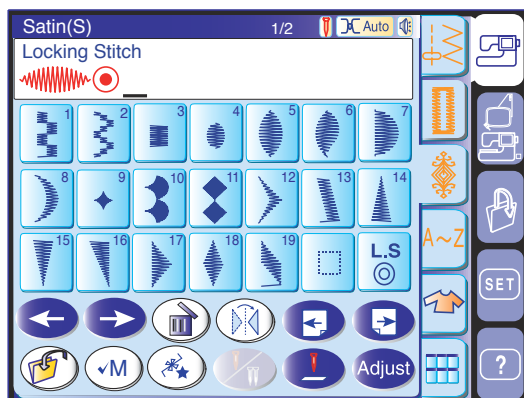 Satin(S) 1/2 Auto
Locking Stitch
1 2 3 4 5 6 7
8 9 10 11 12 13 14
A~Z
15 16 17 18 19 L.S
SET
✓M Adjust ?